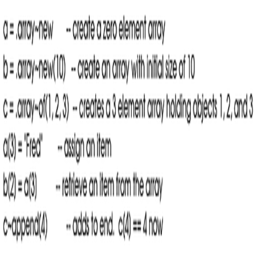 a = .array~new -- create a zero element array
b = .array~new(10) -- create an array with initial size of 10
c = .array~of(1, 2, 3) -- creates a 3 element array holding objects 1, 2, and 3
a(3) = "Fred" -- assign an item
b(2) = a(3) -- retrieve an item from the array
c~append(4) -- adds to end. c(4) == 4 now